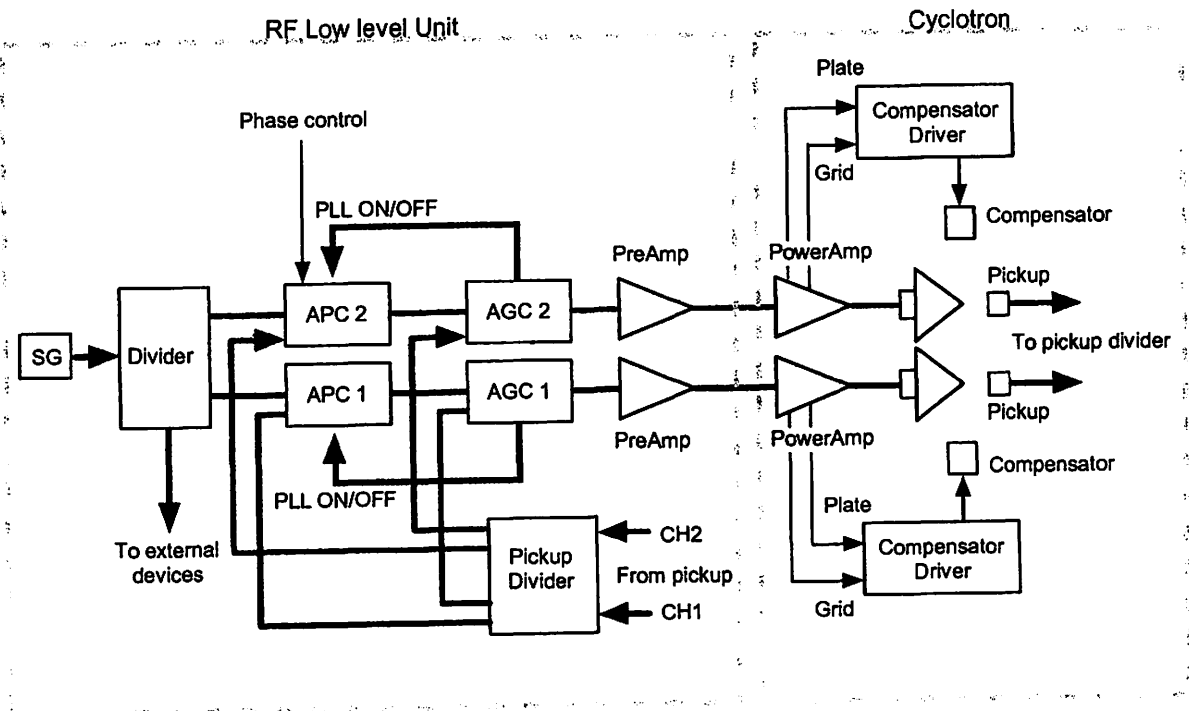 RF Low level Unit
Cyclotron
Plate
Compensator
Driver
Phase control
Grid
PLL ON/OFF
Compensator
PreAmp
PowerAmp
Pickup
SG
Divider
APC 2
AGC 2
To pickup divider
APC 1
AGC 1
Pickup
PreAmp
PowerAmp
Compensator
PLL ON/OFF
Plate
To external
devices
Pickup
Divider
CH2
From pickup
CH1
Compensator
Driver
Grid